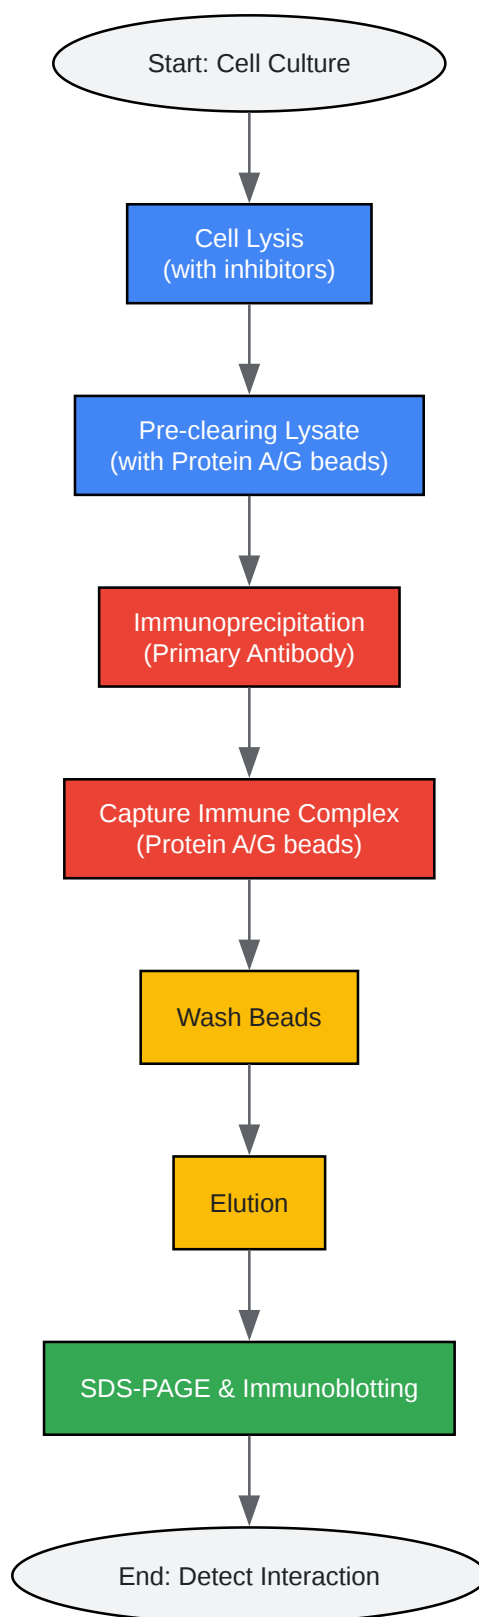 Start: Cell Culture
Cell Lysis
(with inhibitors)
Pre-clearing Lysate
(with Protein A/G beads)
Immunoprecipitation
(Primary Antibody)
Capture Immune Complex
(Protein A/G beads)
Wash Beads
Elution
SDS-PAGE & Immunoblotting
End: Detect Interaction